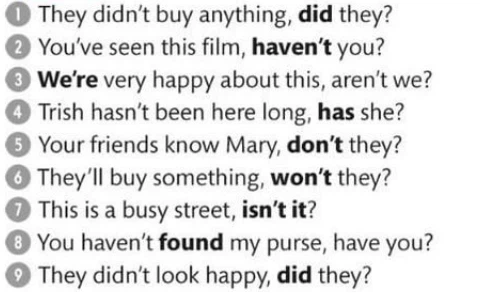 1 They didn't buy anything, did they?
2 You've seen this film, haven't you?
3 We're very happy about this, aren't we?
4 Trish hasn't been here long, has she?
5 Your friends know Mary, don't they?
6 They'll buy something, won't they?
7 This is a busy street, isn't it?
8 You haven't found my purse, have you?
9 They didn't look happy, did they?